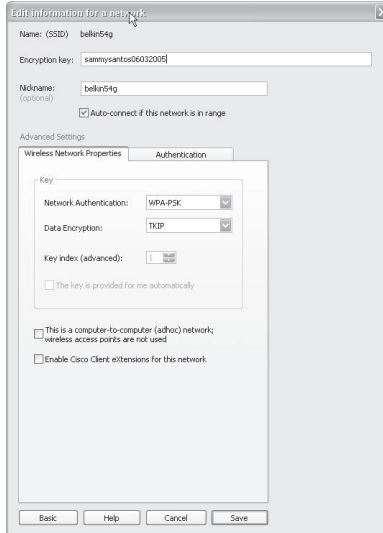 Edit information for a network
Name: (SSID) belkin54g
Encryption key: sammysantos06032005
Nickname: belkin54g
(optional)
Auto-connect if this network is in range
Advanced Settings
Wireless Network Properties Authentication
Key
Network Authentication: WPA-PSK
Data Encryption: TKIP
Key index (advanced): 1
The key is provided for me automatically
This is a computer-to-computer (adhoc) network;
wireless access points are not used
Enable Cisco Client eXtensions for this network
Basic Help Cancel Save